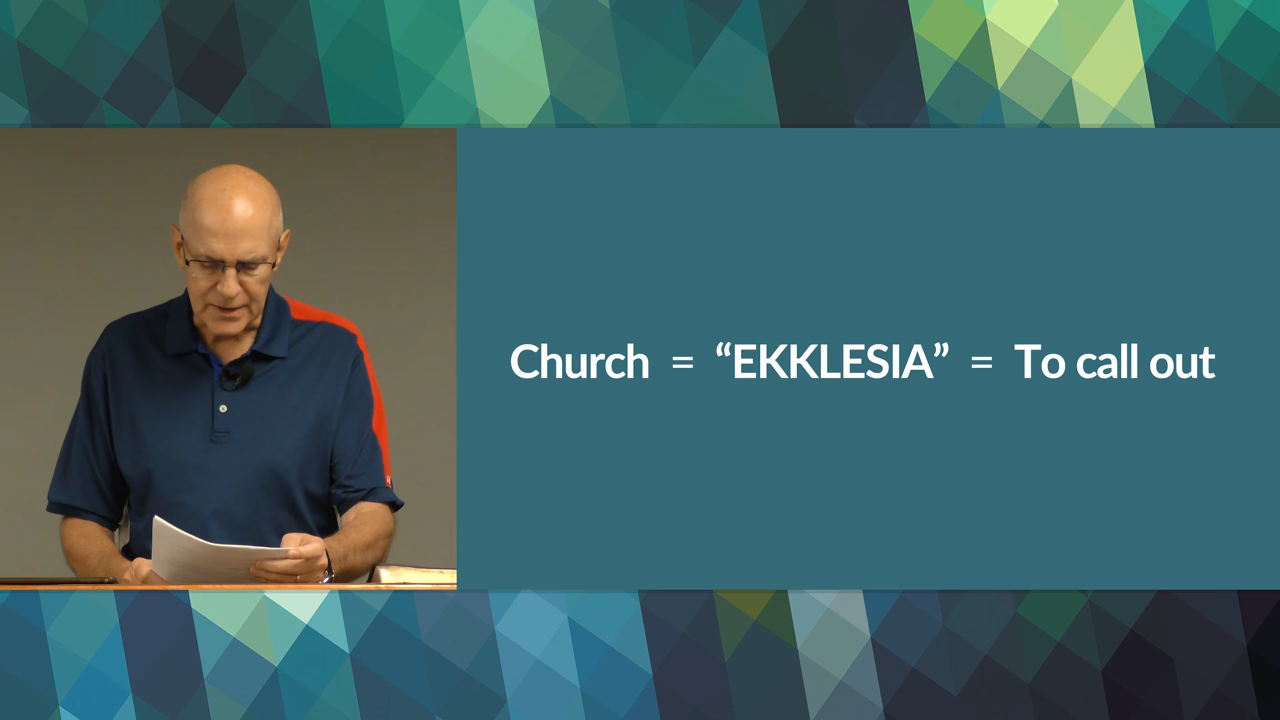 Church = “EKKLESIA” = To call out